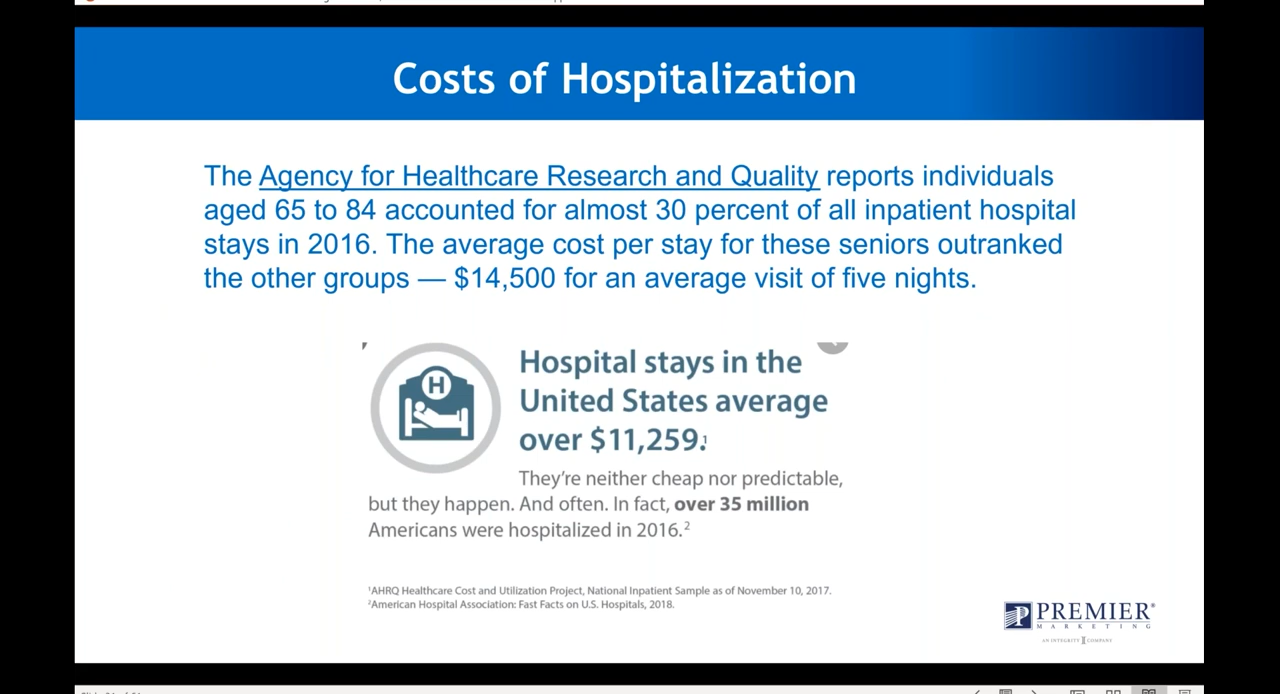 Costs of Hospitalization
The Agency for Healthcare Research and Quality reports individuals
aged 65 to 84 accounted for almost 30 percent of all inpatient hospital
stays in 2016. The average cost per stay for these seniors outranked
the other groups — $14,500 for an average visit of five nights.
H
Hospital stays in the
United States average
over $11,259.¹
They're neither cheap nor predictable,
but they happen. And often. In fact, over 35 million
Americans were hospitalized in 2016.²
¹AHRQ Healthcare Cost and Utilization Project, National Inpatient Sample as of November 10, 2017.
²American Hospital Association: Fast Facts on U.S. Hospitals, 2018.
P PREMIER®
MARKETING
AN INTEGRITY COMPANY